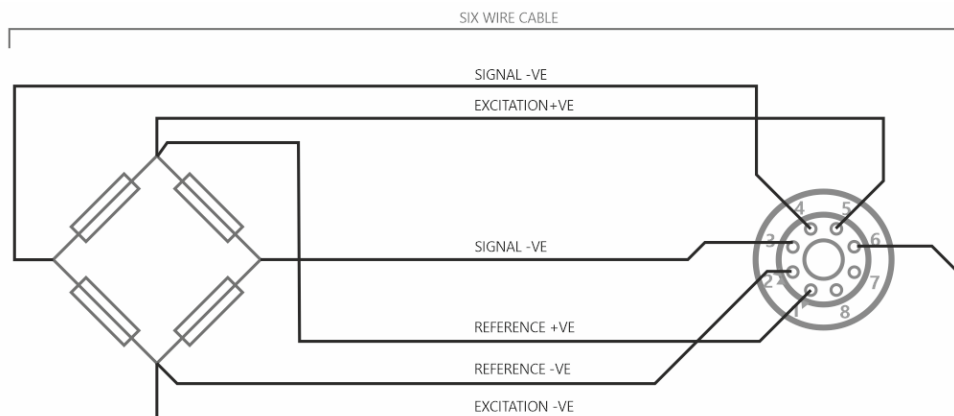 SIX WIRE CABLE
SIGNAL -VE
EXCITATION+VE
4 5
3 6
SIGNAL -VE
2 7
1 8
REFERENCE +VE
REFERENCE -VE
EXCITATION -VE